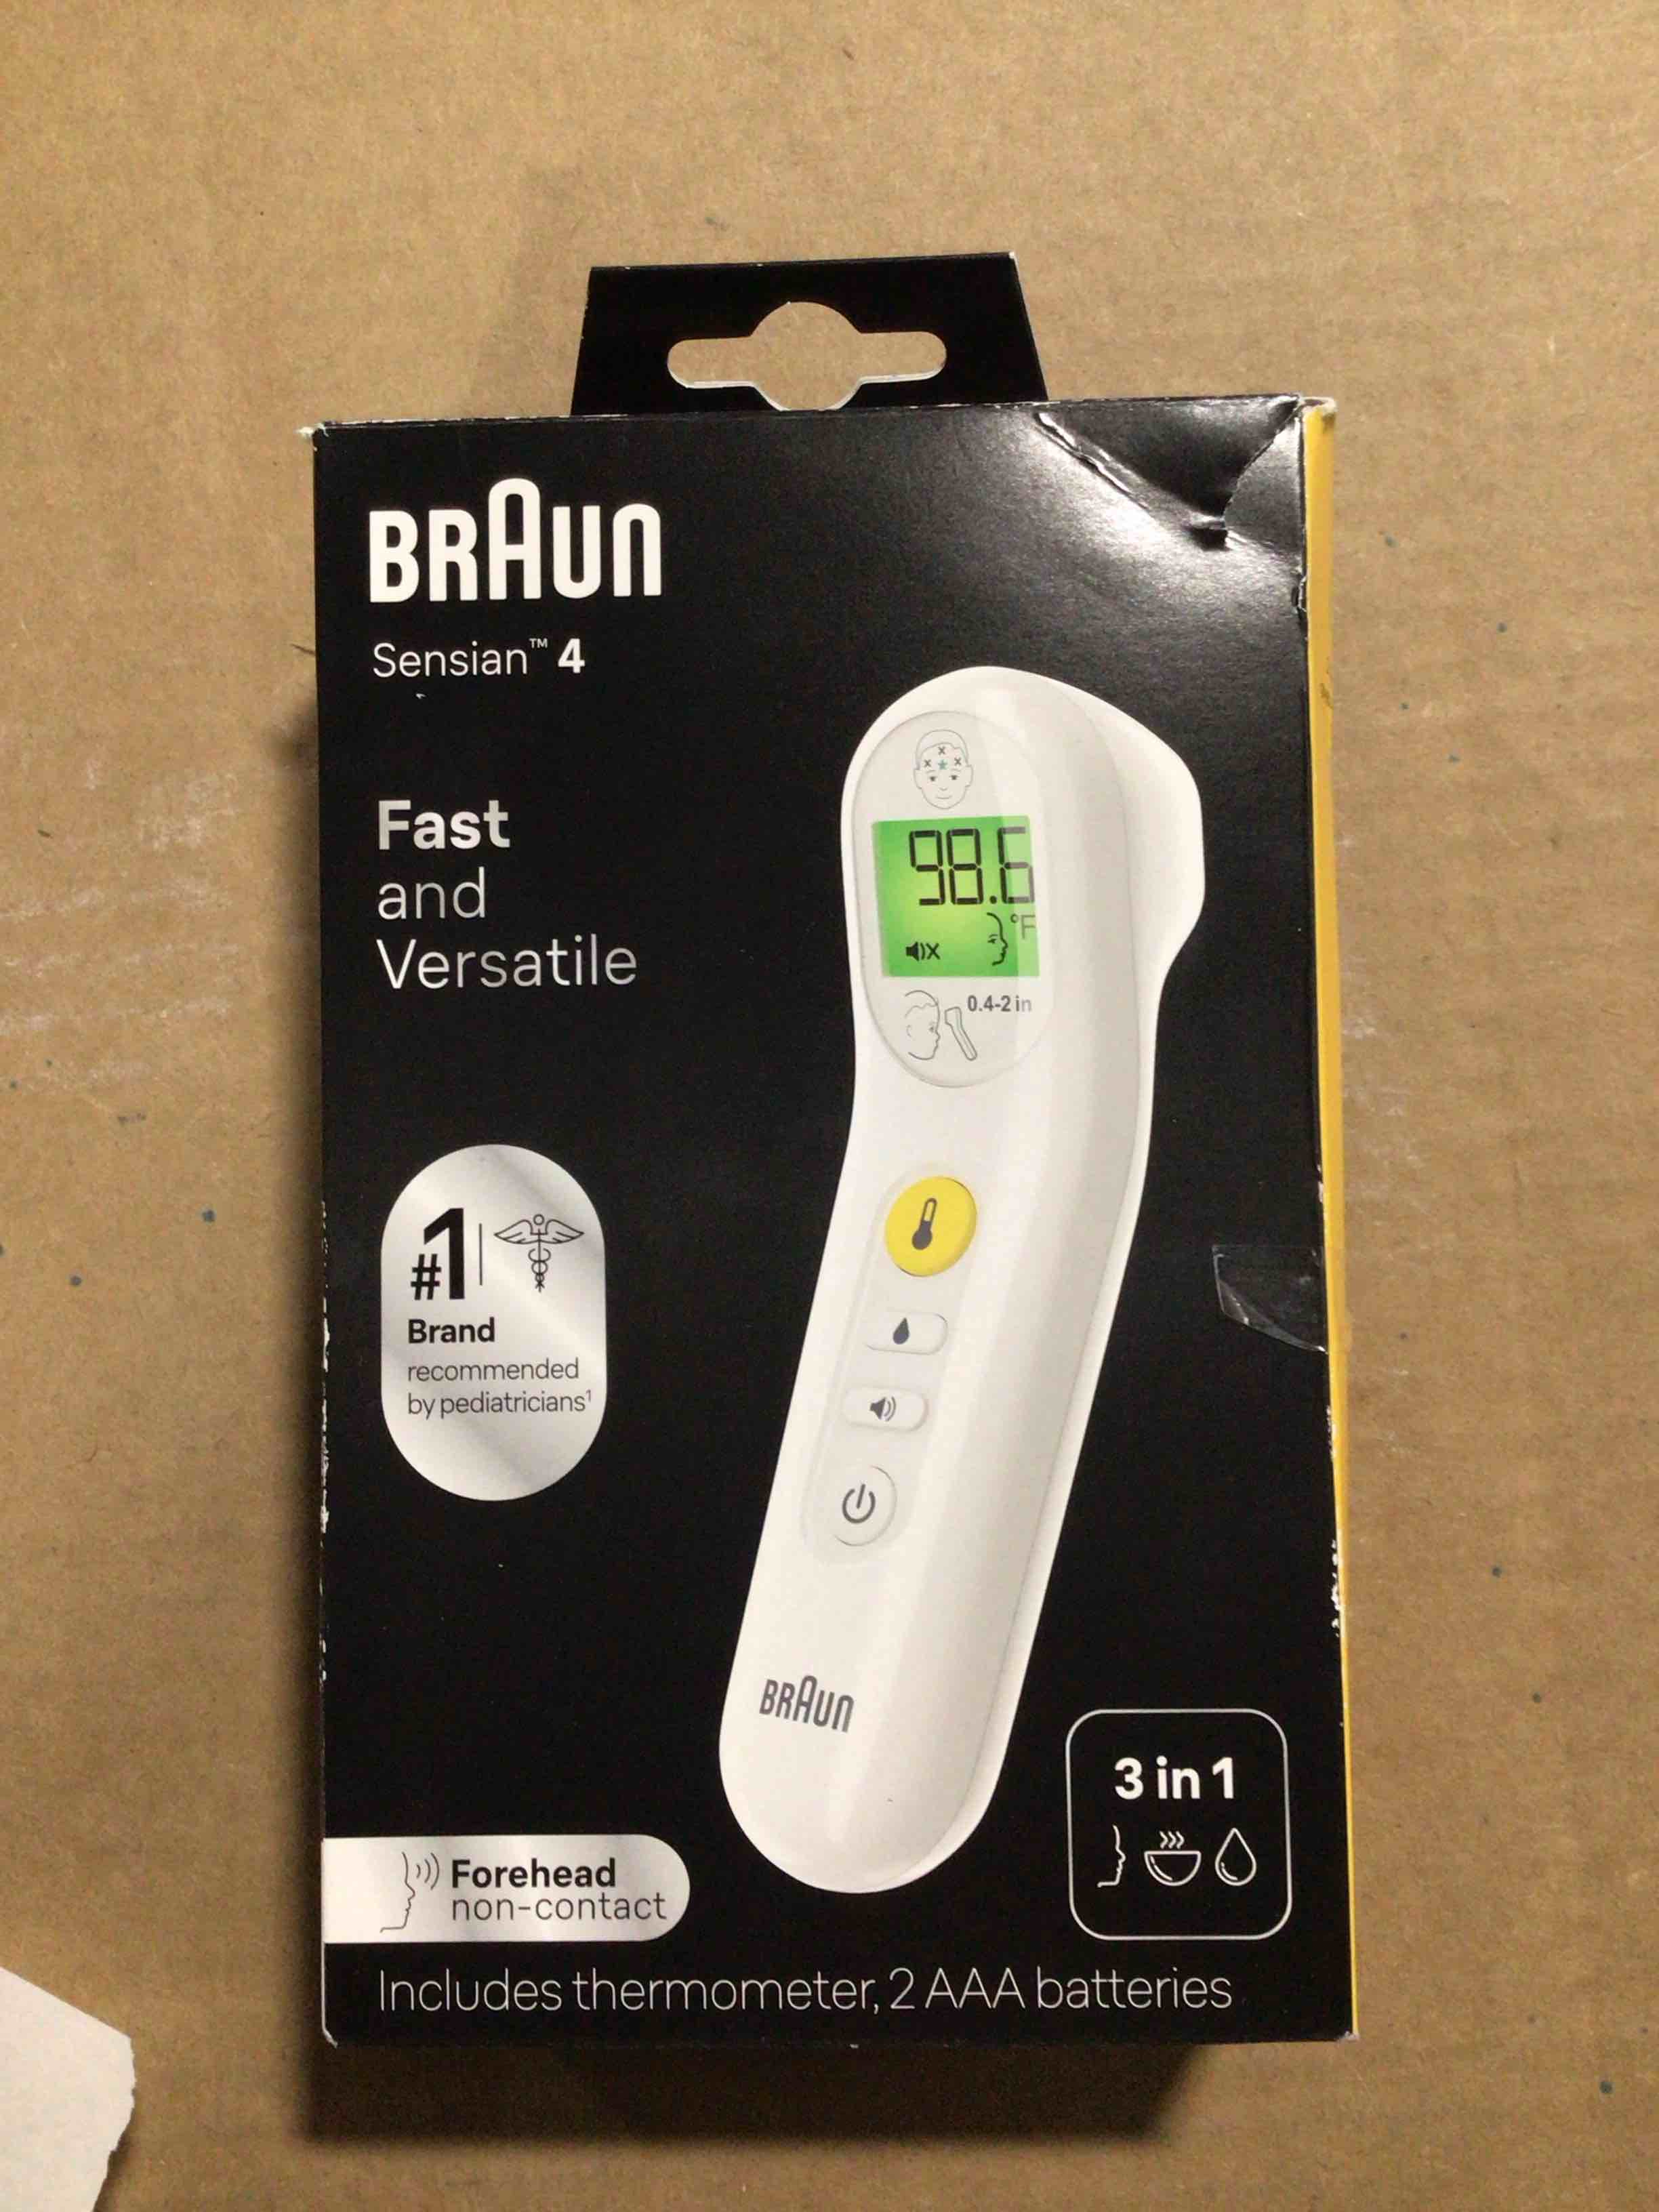 BRAUN
Sensian™ 4
Fast
and
Versatile
98.6
°F
0.4-2 in
#1
Brand
recommended
by pediatricians¹
BRAUN
3 in 1
Forehead
non-contact
Includes thermometer, 2 AAA batteries